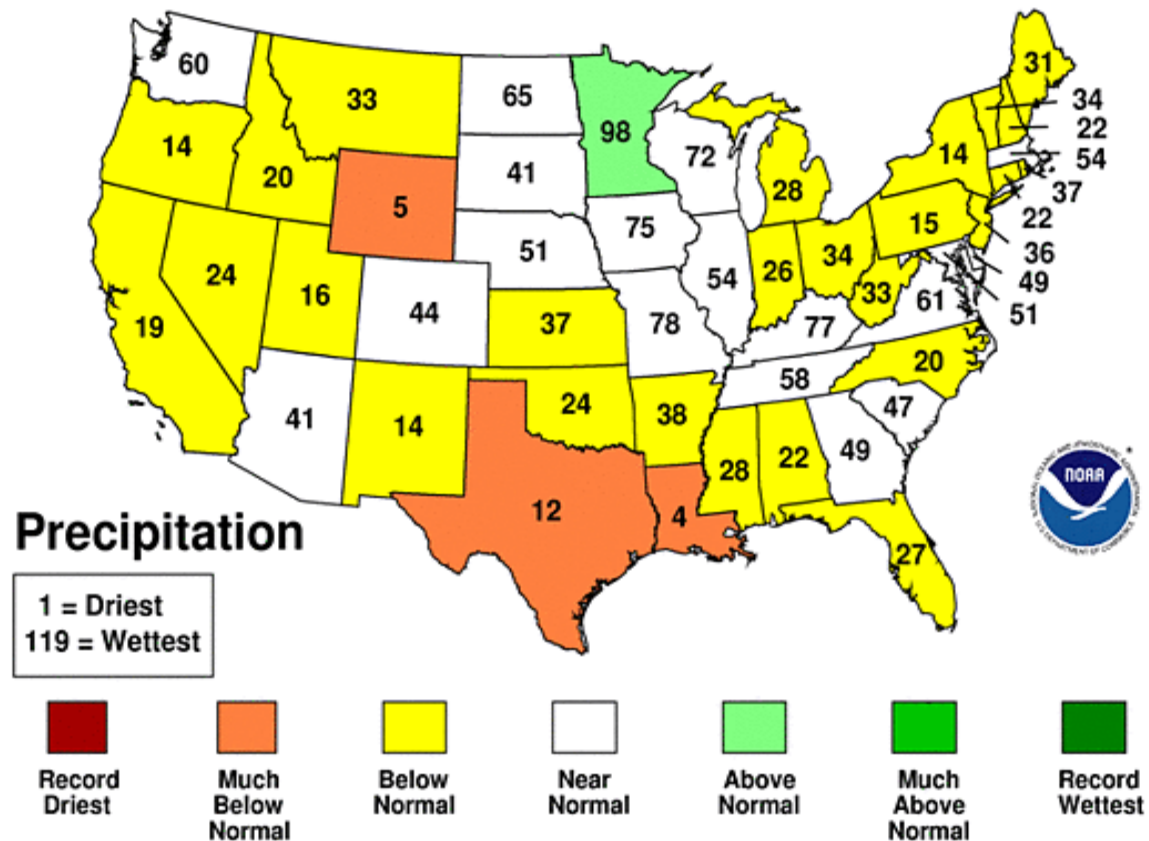 60
33
65
98
72
31
34
22
54
37
22
36
49
51
14
20
5
41
28
14
15
24
16
51
75
54
26
34
33
61
19
44
37
78
77
58
20
41
14
24
38
47
28
22
49
12
4
27
NOAA
Precipitation
1 = Driest
119 = Wettest
Record
Driest
Much
Below
Normal
Below
Normal
Near
Normal
Above
Normal
Much
Above
Normal
Record
Wettest